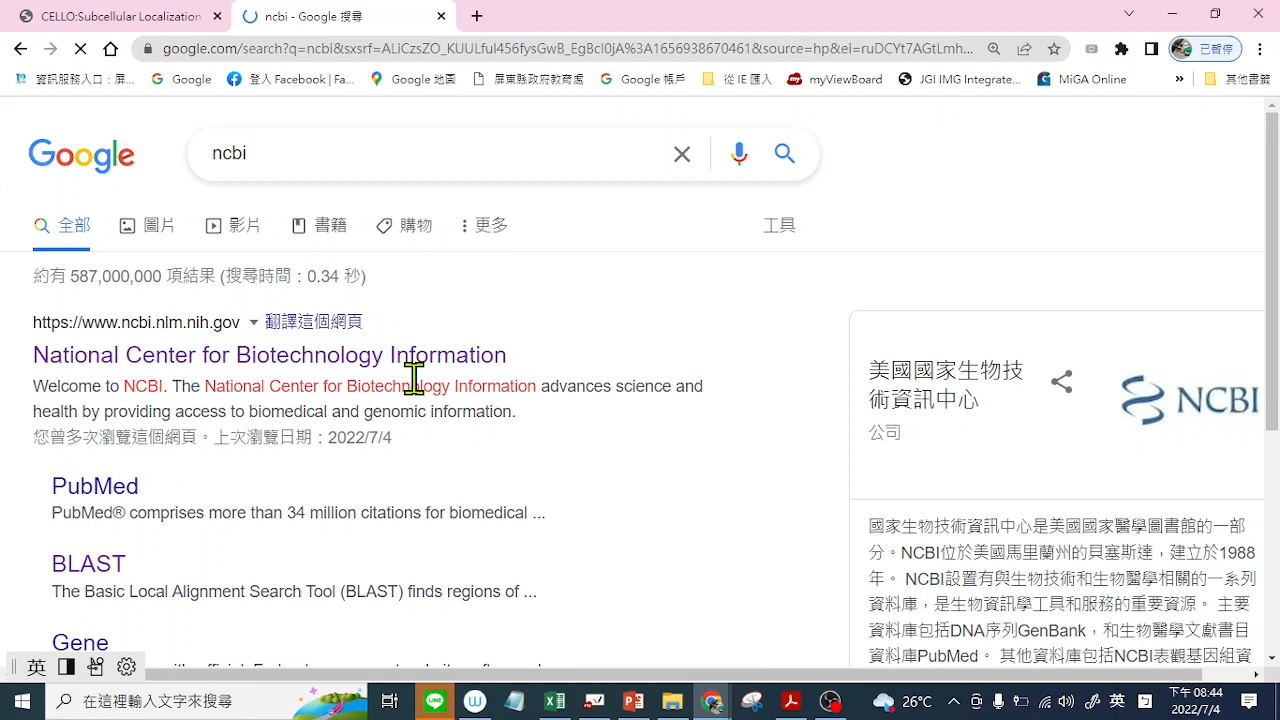 CELLO:Subcellular Localization
ncbi - Google 搜尋
google.com/search?q=ncbi&sxsrf=ALiCzsZO_KUULfuI456fysGwB_EgBcI0jA%3A1656938670461&source=hp&ei=ruDCYt7AGtLmh...
已暫停
資訊服務入口：屏...
Google
登入 Facebook | Fa...
Google 地圖
屏東縣政府教育處
Google 帳戶
從 IE 匯入
myViewBoard
JGI IMG Integrate...
MiGA Online
»
其他書籤
Google
ncbi
全部
圖片
影片
書籍
購物
更多
工具
約有 587,000,000 項結果 (搜尋時間：0.34 秒)
https://www.ncbi.nlm.nih.gov
翻譯這個網頁
National Center for Biotechnology Information
Welcome to NCBI. The National Center for Biotechnology Information advances science and
health by providing access to biomedical and genomic information.
您曾多次瀏覽這個網頁。上次瀏覽日期：2022/7/4
PubMed
PubMed® comprises more than 34 million citations for biomedical ...
BLAST
The Basic Local Alignment Search Tool (BLAST) finds regions of ...
Gene
美國國家生物技
術資訊中心
公司
NCBI
國家生物技術資訊中心是美國國家醫學圖書館的一部
分。NCBI位於美國馬里蘭州的貝塞斯達，建立於1988
年。 NCBI設置有與生物技術和生物醫學相關的一系列
資料庫，是生物資訊學工具和服務的重要資源。 主要
資料庫包括DNA序列GenBank，和生物醫學文獻書目
資料庫PubMed。 其他資料庫包括NCBI表觀基因組資
英
在這裡輸入文字來搜尋
LINE
26°C
英
下午 08:44
2022/7/4